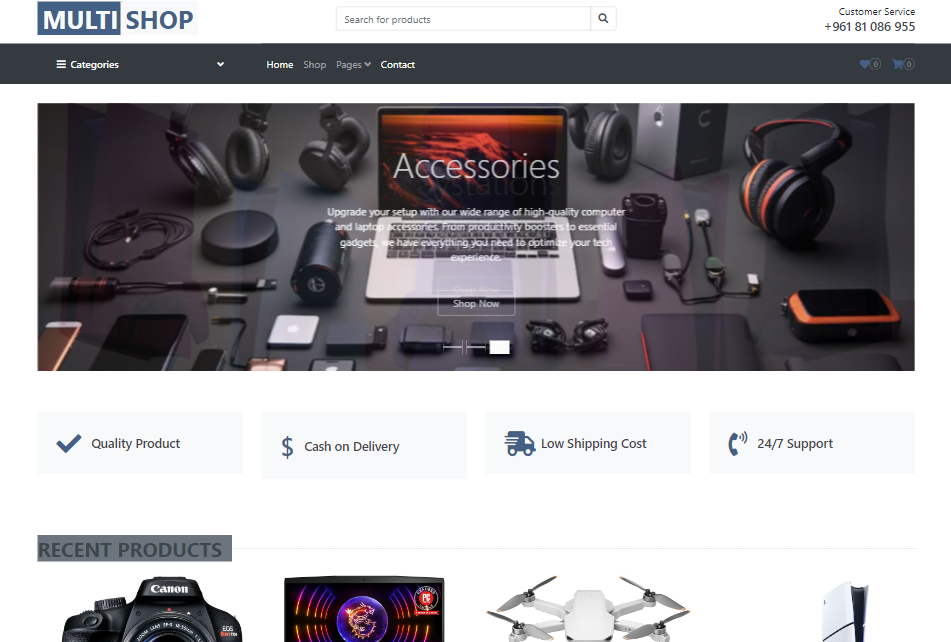 MULTI SHOP
Search for products
Customer Service
+961 81 086 955
Categories
Home Shop Pages Contact
0 0
Accessories
Upgrade your setup with our wide range of high-quality computer
and laptop accessories. From productivity boosters to essential
gadgets, we have everything you need to optimize your tech
experience.
Shop Now
Shop Now
Quality Product
Cash on Delivery
Low Shipping Cost
24/7 Support
RECENT PRODUCTS
Canon
EOS